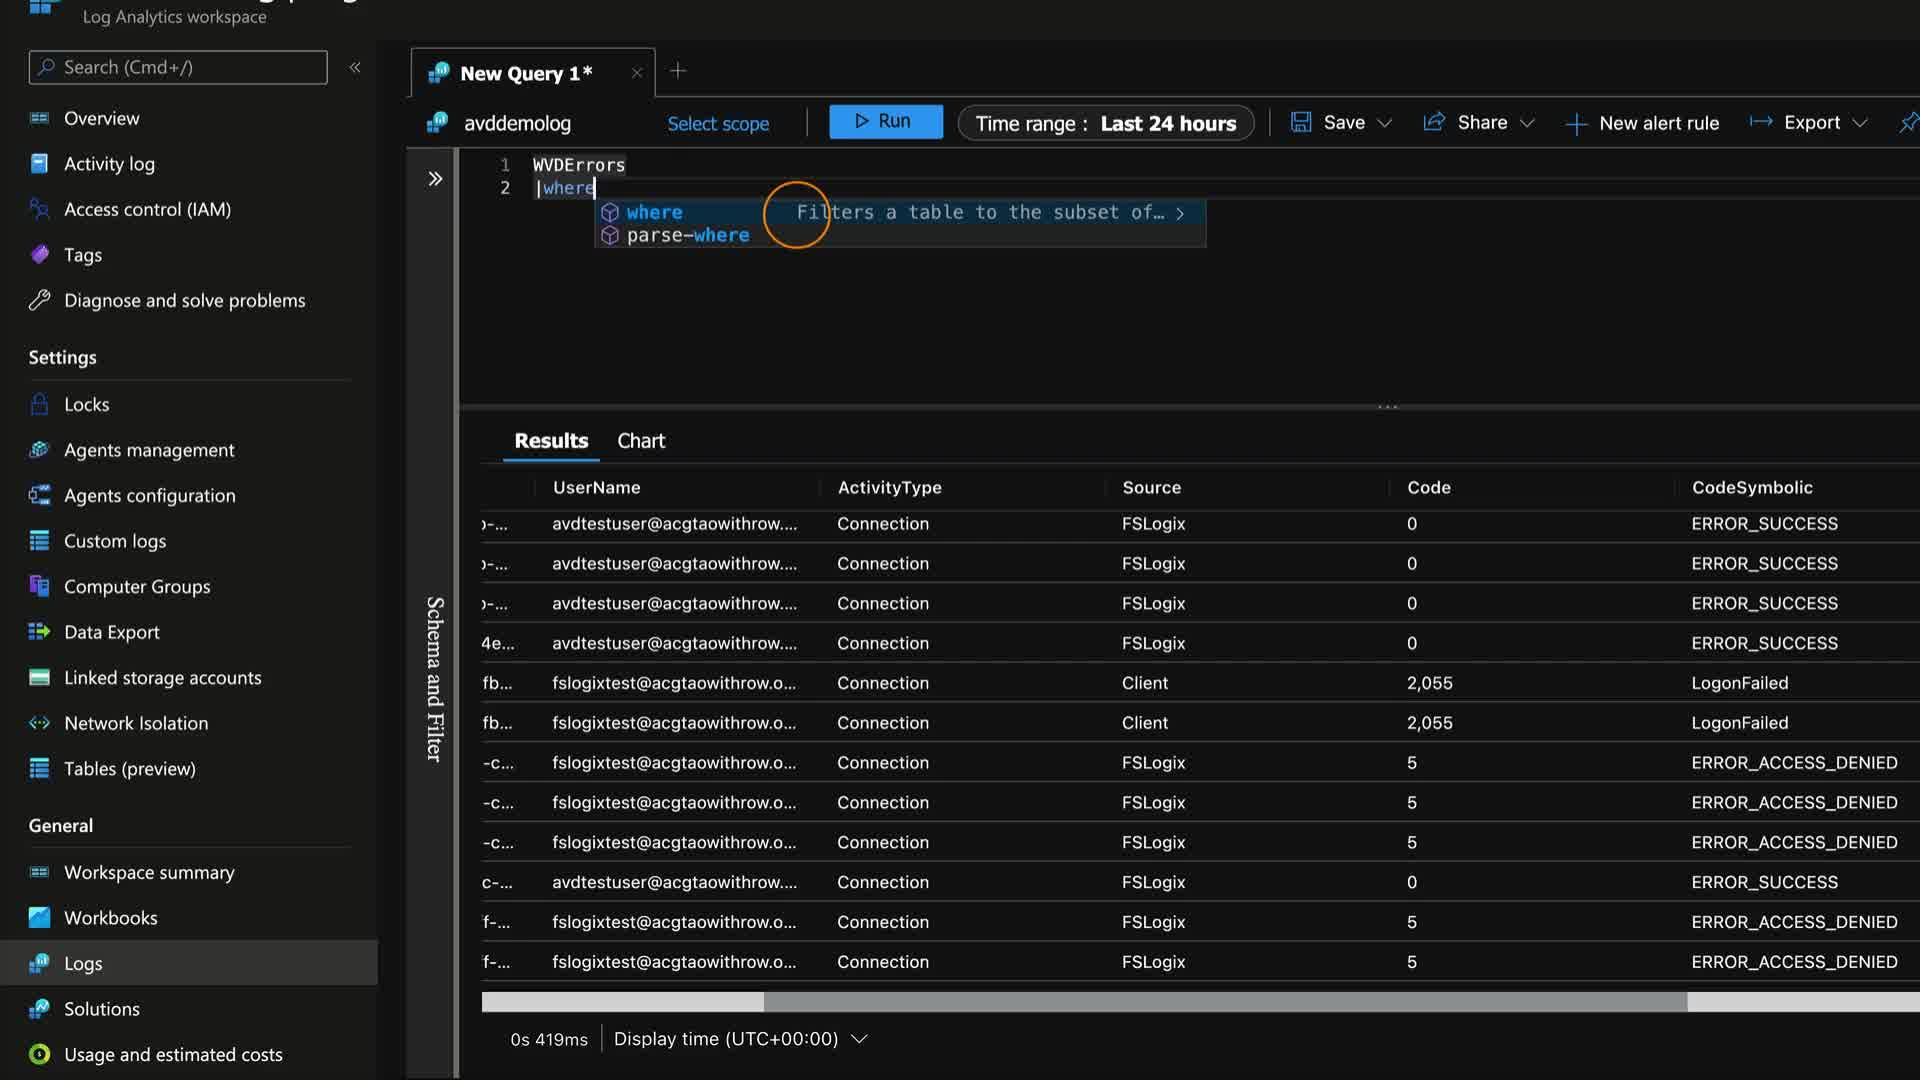 Log Analytics workspace
Search (Cmd+/)
Overview
Activity log
Access control (IAM)
Tags
Diagnose and solve problems
Settings
Locks
Agents management
Agents configuration
Custom logs
Computer Groups
Data Export
Linked storage accounts
Network Isolation
Tables (preview)
General
Workspace summary
Workbooks
Logs
Solutions
Usage and estimated costs
New Query 1*
avddemolog Select scope Run Time range : Last 24 hours Save Share New alert rule Export
1 WVDErrors
2 |where
where Filters a table to the subset of…
parse-where
Schema and Filter
Results Chart
UserName ActivityType Source Code CodeSymbolic
o-... avdtestuser@acgtaowithrow.... Connection FSLogix 0 ERROR_SUCCESS
o-... avdtestuser@acgtaowithrow.... Connection FSLogix 0 ERROR_SUCCESS
o-... avdtestuser@acgtaowithrow.... Connection FSLogix 0 ERROR_SUCCESS
4e... avdtestuser@acgtaowithrow.... Connection FSLogix 0 ERROR_SUCCESS
fb... fslogixtest@acgtaowithrow.o... Connection Client 2,055 LogonFailed
fb... fslogixtest@acgtaowithrow.o... Connection Client 2,055 LogonFailed
-c... fslogixtest@acgtaowithrow.o... Connection FSLogix 5 ERROR_ACCESS_DENIED
-c... fslogixtest@acgtaowithrow.o... Connection FSLogix 5 ERROR_ACCESS_DENIED
-c... fslogixtest@acgtaowithrow.o... Connection FSLogix 5 ERROR_ACCESS_DENIED
c-... avdtestuser@acgtaowithrow.... Connection FSLogix 0 ERROR_SUCCESS
f-... fslogixtest@acgtaowithrow.o... Connection FSLogix 5 ERROR_ACCESS_DENIED
f-... fslogixtest@acgtaowithrow.o... Connection FSLogix 5 ERROR_ACCESS_DENIED
0s 419ms Display time (UTC+00:00)